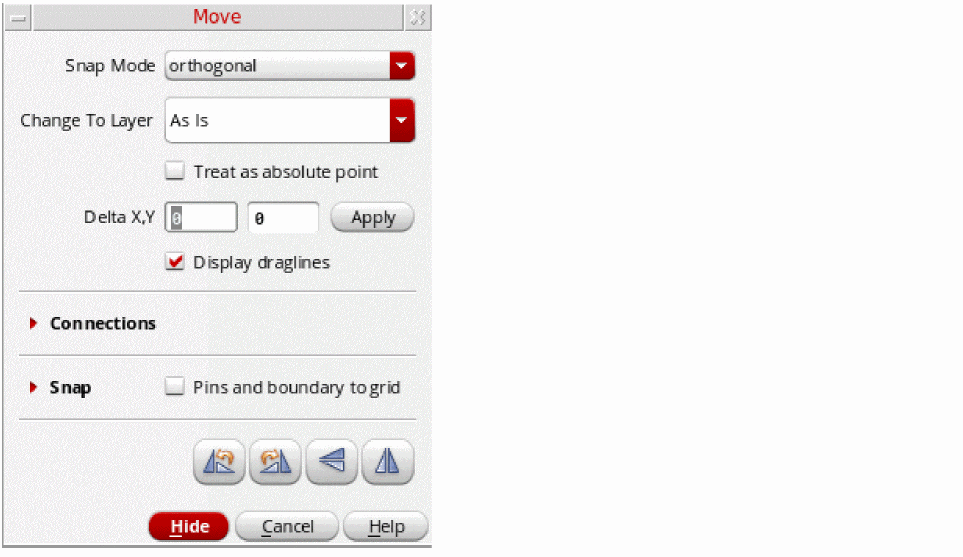 Move
Snap Mode orthogonal
Change To Layer As Is
Treat as absolute point
Delta X,Y 0 0 Apply
Display draglines
Connections
Snap Pins and boundary to grid
Hide Cancel Help